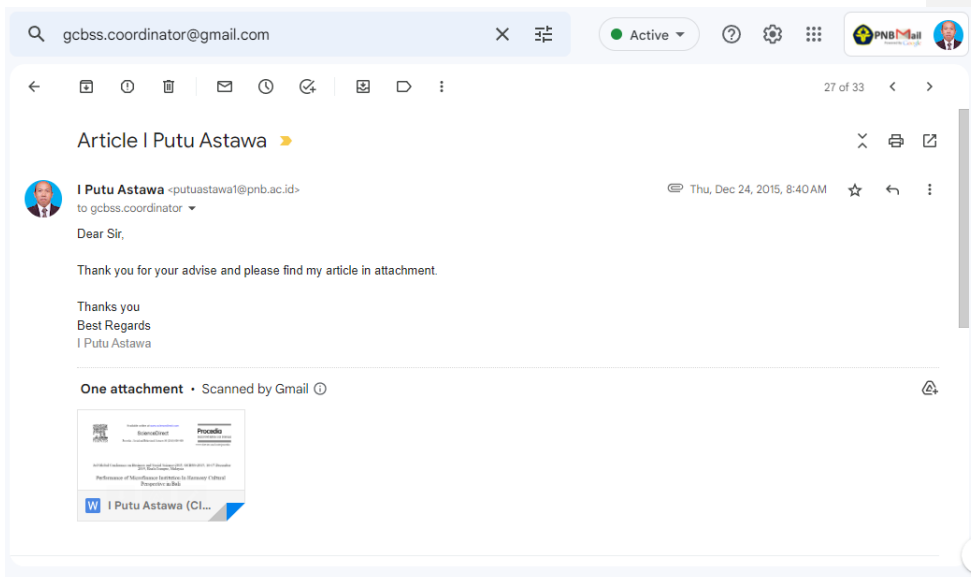 gcbss.coordinator@gmail.com
Active
PNBMail
27 of 33
Article I Putu Astawa
I Putu Astawa <putuastawa1@pnb.ac.id>
Thu, Dec 24, 2015, 8:40 AM
to gcbss.coordinator
Dear Sir,
Thank you for your advise and please find my article in attachment.
Thanks you
Best Regards
I Putu Astawa
One attachment • Scanned by Gmail
ScienceDirect
Procedia
Performance of Microfinance Institution in Harmony Cultural
Perspective in Bali
W I Putu Astawa (Cl...